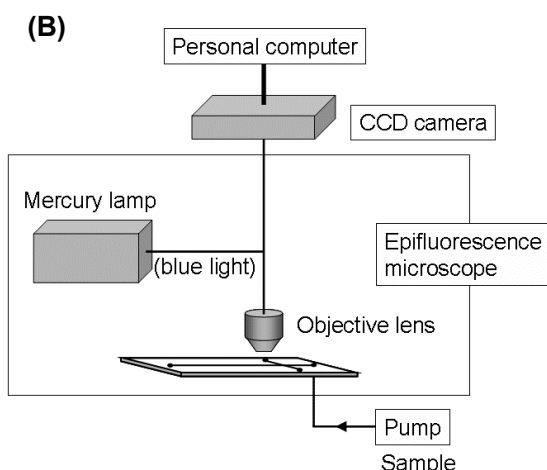 (B)
Personal computer
CCD camera
Mercury lamp
(blue light)
Epifluorescence
microscope
Objective lens
Pump
Sample